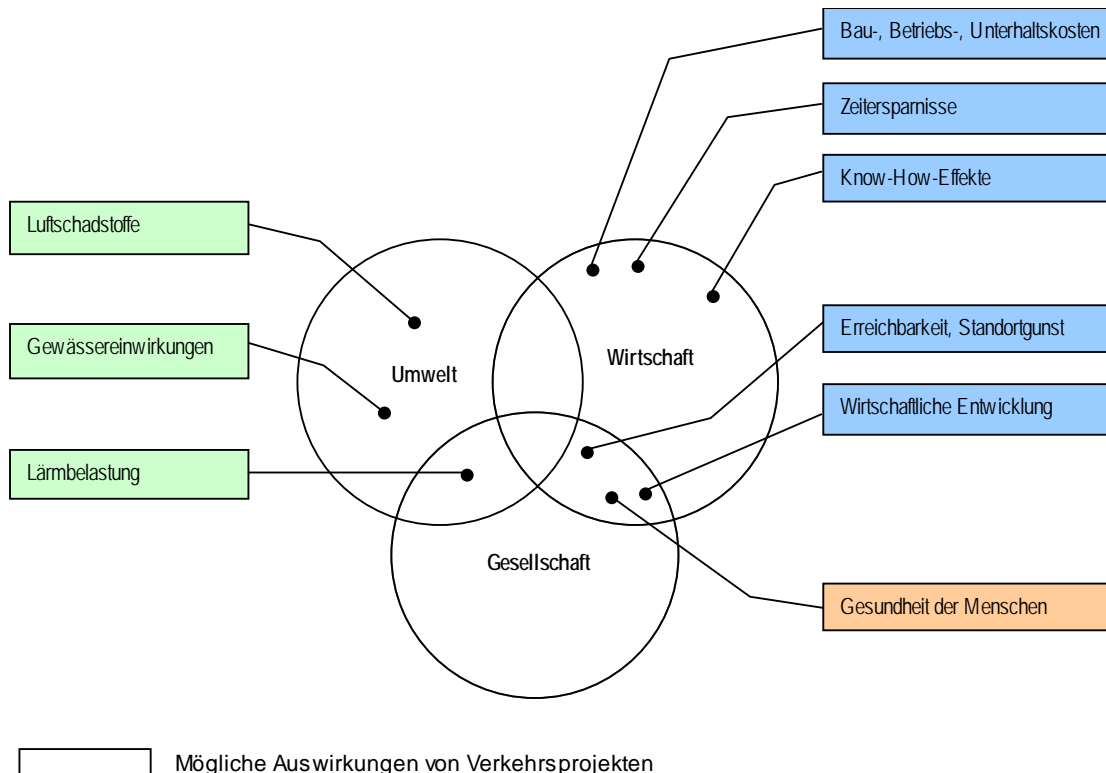 Bau-, Betriebs-, Unterhaltskosten
Zeitersparnisse
Know-How-Effekte
Luftschadstoffe
Gewässereinwirkungen
Lärmbelastung
Umwelt
Wirtschaft
Gesellschaft
Erreichbarkeit, Standortgunst
Wirtschaftliche Entwicklung
Gesundheit der Menschen
Mögliche Auswirkungen von Verkehrsprojekten